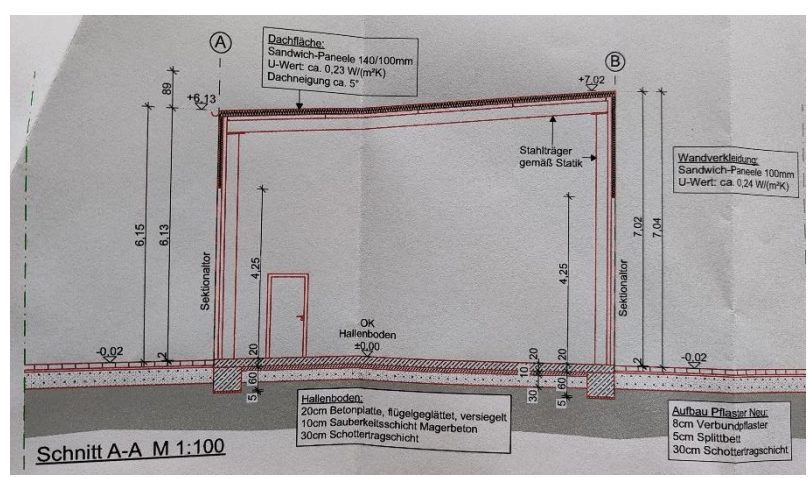 A
B
Dachfläche:
Sandwich-Paneele 140/100mm
U-Wert: ca. 0,23 W/(m²K)
Dachneigung ca. 5°
+6.13
+7.02
89
Stahlträger
gemäß Statik
Wandverkleidung:
Sandwich-Paneele 100mm
U-Wert: ca. 0,24 W/(m²K)
6,15
6,13
Sektionaltor
4,25
4,25
Sektionaltor
7,02
7,04
OK
Hallenboden
±0.00
-0.02
2
20
60
5
20
10
30
20
60
5
2
-0.02
Hallenboden:
20cm Betonplatte, flügelgeglättet, versiegelt
10cm Sauberkeitsschicht Magerbeton
30cm Schottertragschicht
Aufbau Pflaster Neu:
8cm Verbundpflaster
5cm Splittbett
30cm Schottertragschicht
Schnitt A-A M 1:100